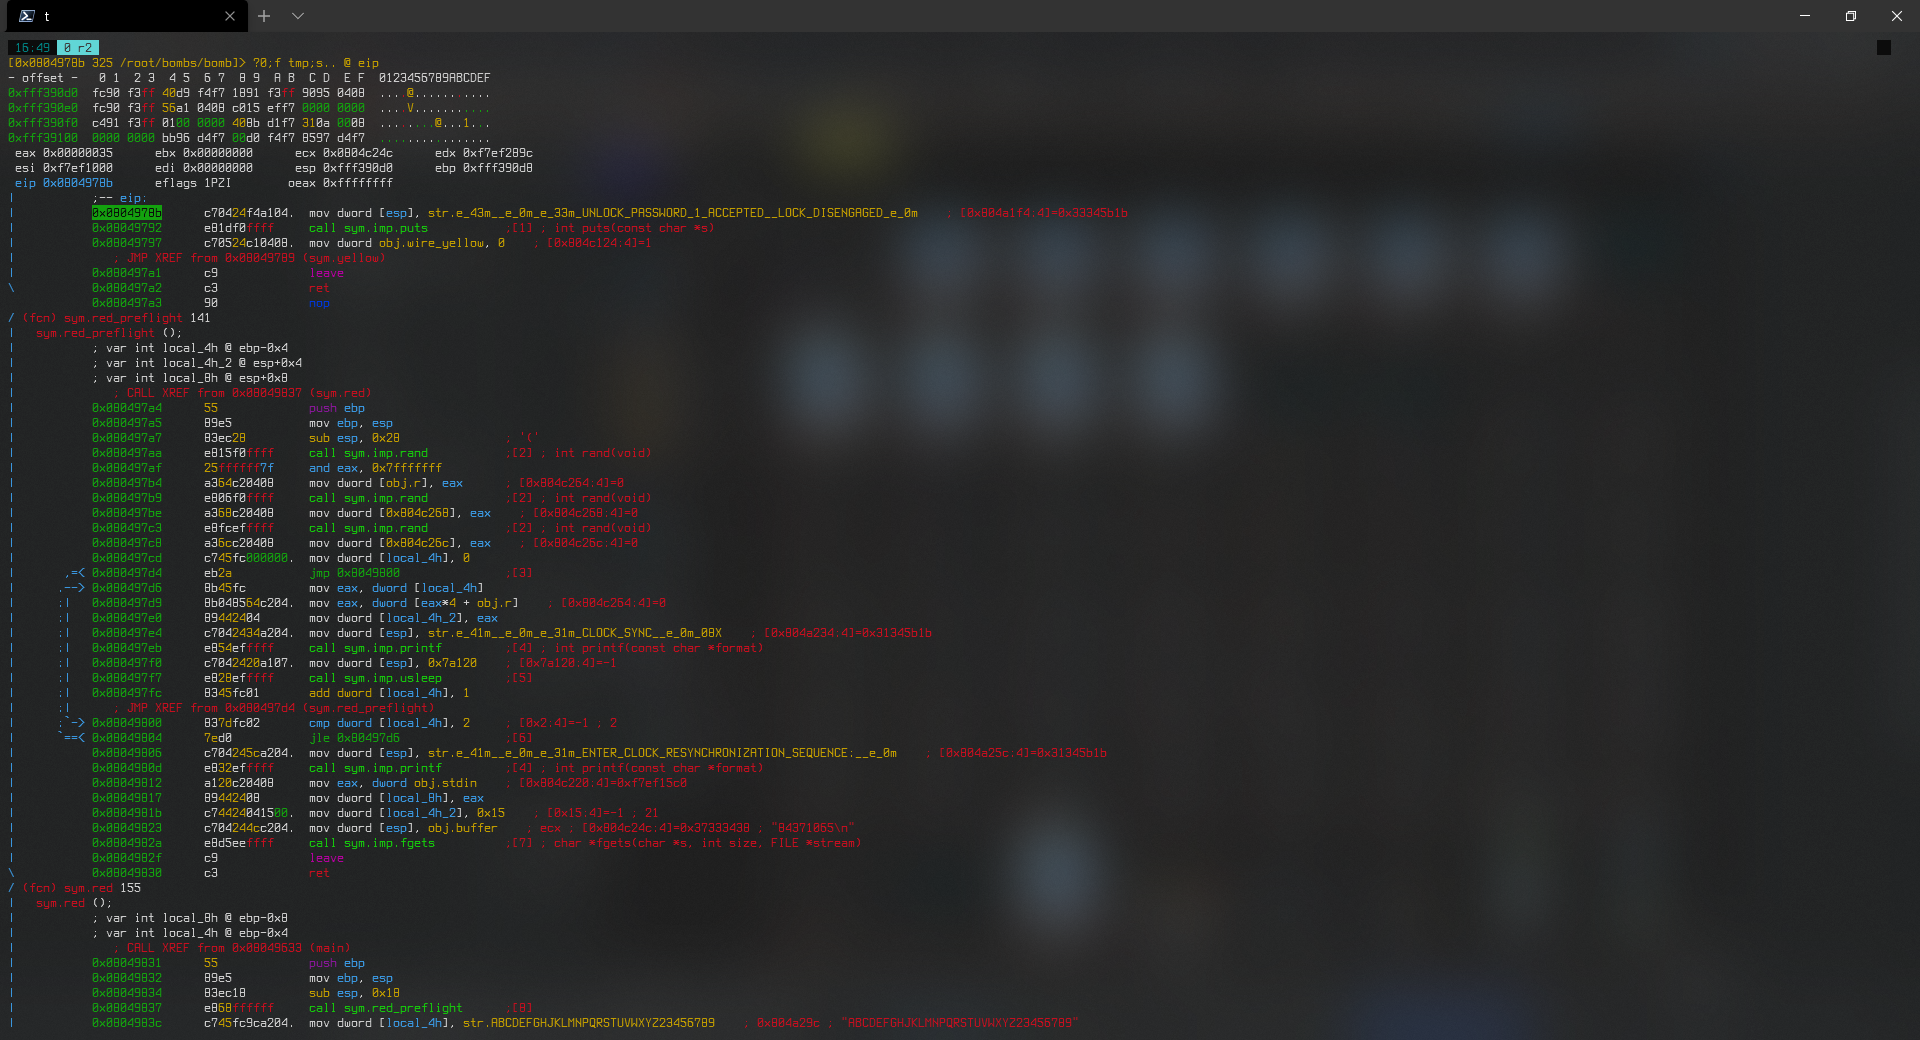 t
16:49 0 r2
[0x0804978b 325 /root/bombs/bomb]> ?0;f tmp;s.. @ eip
- offset -   0 1  2 3  4 5  6 7  8 9  A B  C D  E F  0123456789ABCDEF
0xfff390d0  fc90 f3ff 40d9 f4f7 1891 f3ff 9095 0408  ....@...........
0xfff390e0  fc90 f3ff 56a1 0408 c015 eff7 0000 0000  ....V...........
0xfff390f0  c491 f3ff 0100 0000 408b d1f7 310a 0008  ........@...1...
0xfff39100  0000 0000 bb96 d4f7 00d0 f4f7 8597 d4f7  ................
eax 0x00000035      ebx 0x00000000      ecx 0x0804c24c      edx 0xf7ef289c
esi 0xf7ef1000      edi 0x00000000      esp 0xfff390d0      ebp 0xfff390d8
eip 0x0804978b      eflags 1PZI        oeax 0xffffffff
|           ;-- eip:
|           0x0804978b      c70424f4a104.  mov dword [esp], str.e_43m__e_0m_e_33m_UNLOCK_PASSWORD_1_ACCEPTED__LOCK_DISENGAGED_e_0m    ; [0x804a1f4:4]=0x33345b1b
|           0x08049792      e81df0ffff     call sym.imp.puts           ;[1] ; int puts(const char *s)
|           0x08049797      c70524c10408.  mov dword obj.wire_yellow, 0    ; [0x804c124:4]=1
|              ; JMP XREF from 0x08049789 (sym.yellow)
|           0x080497a1      c9             leave
\           0x080497a2      c3             ret
|           0x080497a3      90             nop
/ (fcn) sym.red_preflight 141
|   sym.red_preflight ();
|           ; var int local_4h @ ebp-0x4
|           ; var int local_4h_2 @ esp+0x4
|           ; var int local_8h @ esp+0x8
|              ; CALL XREF from 0x08049837 (sym.red)
|           0x080497a4      55             push ebp
|           0x080497a5      89e5           mov ebp, esp
|           0x080497a7      83ec28         sub esp, 0x28               ; '('
|           0x080497aa      e815f0ffff     call sym.imp.rand           ;[2] ; int rand(void)
|           0x080497af      25ffffff7f     and eax, 0x7fffffff
|           0x080497b4      a364c20408     mov dword [obj.r], eax      ; [0x804c264:4]=0
|           0x080497b9      e806f0ffff     call sym.imp.rand           ;[2] ; int rand(void)
|           0x080497be      a368c20408     mov dword [0x804c268], eax    ; [0x804c268:4]=0
|           0x080497c3      e8fcefffff     call sym.imp.rand           ;[2] ; int rand(void)
|           0x080497c8      a36cc20408     mov dword [0x804c26c], eax    ; [0x804c26c:4]=0
|           0x080497cd      c745fc000000.  mov dword [local_4h], 0
|       ,=< 0x080497d4      eb2a           jmp 0x8049800               ;[3]
|      .--> 0x080497d6      8b45fc         mov eax, dword [local_4h]
|      :|   0x080497d9      8b048564c204.  mov eax, dword [eax*4 + obj.r]    ; [0x804c264:4]=0
|      :|   0x080497e0      89442404       mov dword [local_4h_2], eax
|      :|   0x080497e4      c7042434a204.  mov dword [esp], str.e_41m__e_0m_e_31m_CLOCK_SYNC__e_0m_08X    ; [0x804a234:4]=0x31345b1b
|      :|   0x080497eb      e854efffff     call sym.imp.printf         ;[4] ; int printf(const char *format)
|      :|   0x080497f0      c7042420a107.  mov dword [esp], 0x7a120    ; [0x7a120:4]=-1
|      :|   0x080497f7      e828efffff     call sym.imp.usleep         ;[5]
|      :|   0x080497fc      8345fc01       add dword [local_4h], 1
|      :|      ; JMP XREF from 0x080497d4 (sym.red_preflight)
|      :`-> 0x08049800      837dfc02       cmp dword [local_4h], 2     ; [0x2:4]=-1 ; 2
|      `==< 0x08049804      7ed0           jle 0x80497d6               ;[6]
|           0x08049806      c704245ca204.  mov dword [esp], str.e_41m__e_0m_e_31m_ENTER_CLOCK_RESYNCHRONIZATION_SEQUENCE:__e_0m    ; [0x804a25c:4]=0x31345b1b
|           0x0804980d      e832efffff     call sym.imp.printf         ;[4] ; int printf(const char *format)
|           0x08049812      a120c20408     mov eax, dword obj.stdin    ; [0x804c220:4]=0xf7ef15c0
|           0x08049817      89442408       mov dword [local_8h], eax
|           0x0804981b      c74424041500.  mov dword [local_4h_2], 0x15    ; [0x15:4]=-1 ; 21
|           0x08049823      c704244cc204.  mov dword [esp], obj.buffer    ; ecx ; [0x804c24c:4]=0x37333438 ; "84371065\n"
|           0x0804982a      e8d5eeffff     call sym.imp.fgets          ;[7] ; char *fgets(char *s, int size, FILE *stream)
|           0x0804982f      c9             leave
\           0x08049830      c3             ret
/ (fcn) sym.red 155
|   sym.red ();
|           ; var int local_8h @ ebp-0x8
|           ; var int local_4h @ ebp-0x4
|              ; CALL XREF from 0x08049633 (main)
|           0x08049831      55             push ebp
|           0x08049832      89e5           mov ebp, esp
|           0x08049834      83ec18         sub esp, 0x18
|           0x08049837      e868ffffff     call sym.red_preflight      ;[8]
|           0x0804983c      c745fc9ca204.  mov dword [local_4h], str.ABCDEFGHJKLMNPQRSTUVWXYZ23456789    ; 0x804a29c ; "ABCDEFGHJKLMNPQRSTUVWXYZ23456789"